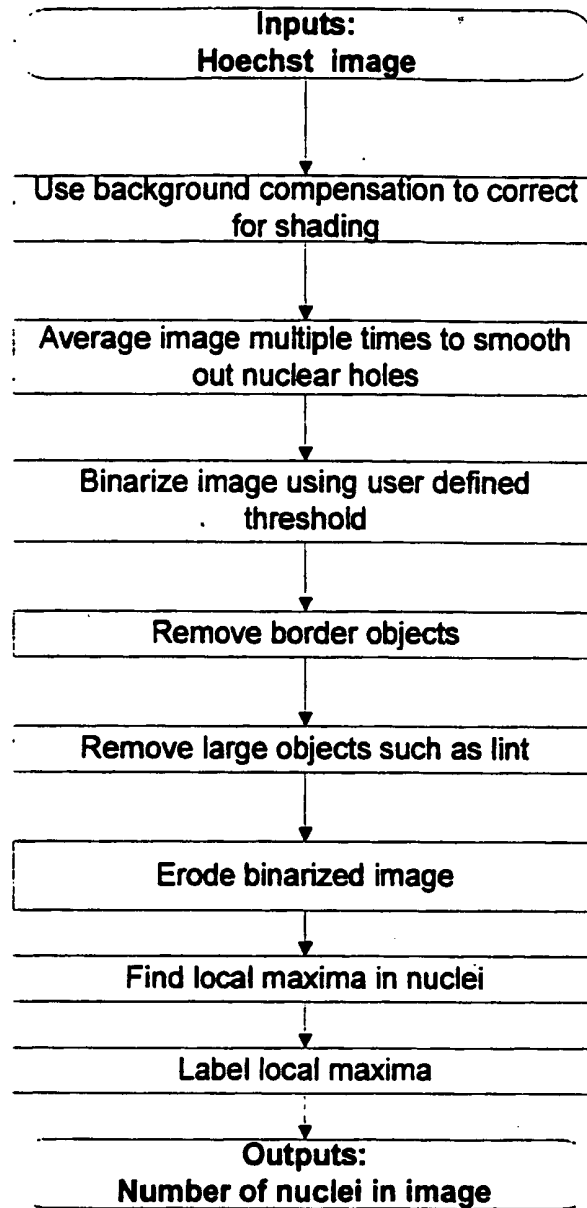 Inputs:
Hoechst image
Use background compensation to correct
for shading
Average image multiple times to smooth
out nuclear holes
Binarize image using user defined
threshold
Remove border objects
Remove large objects such as lint
Erode binarized image
Find local maxima in nuclei
Label local maxima
Outputs:
Number of nuclei in image